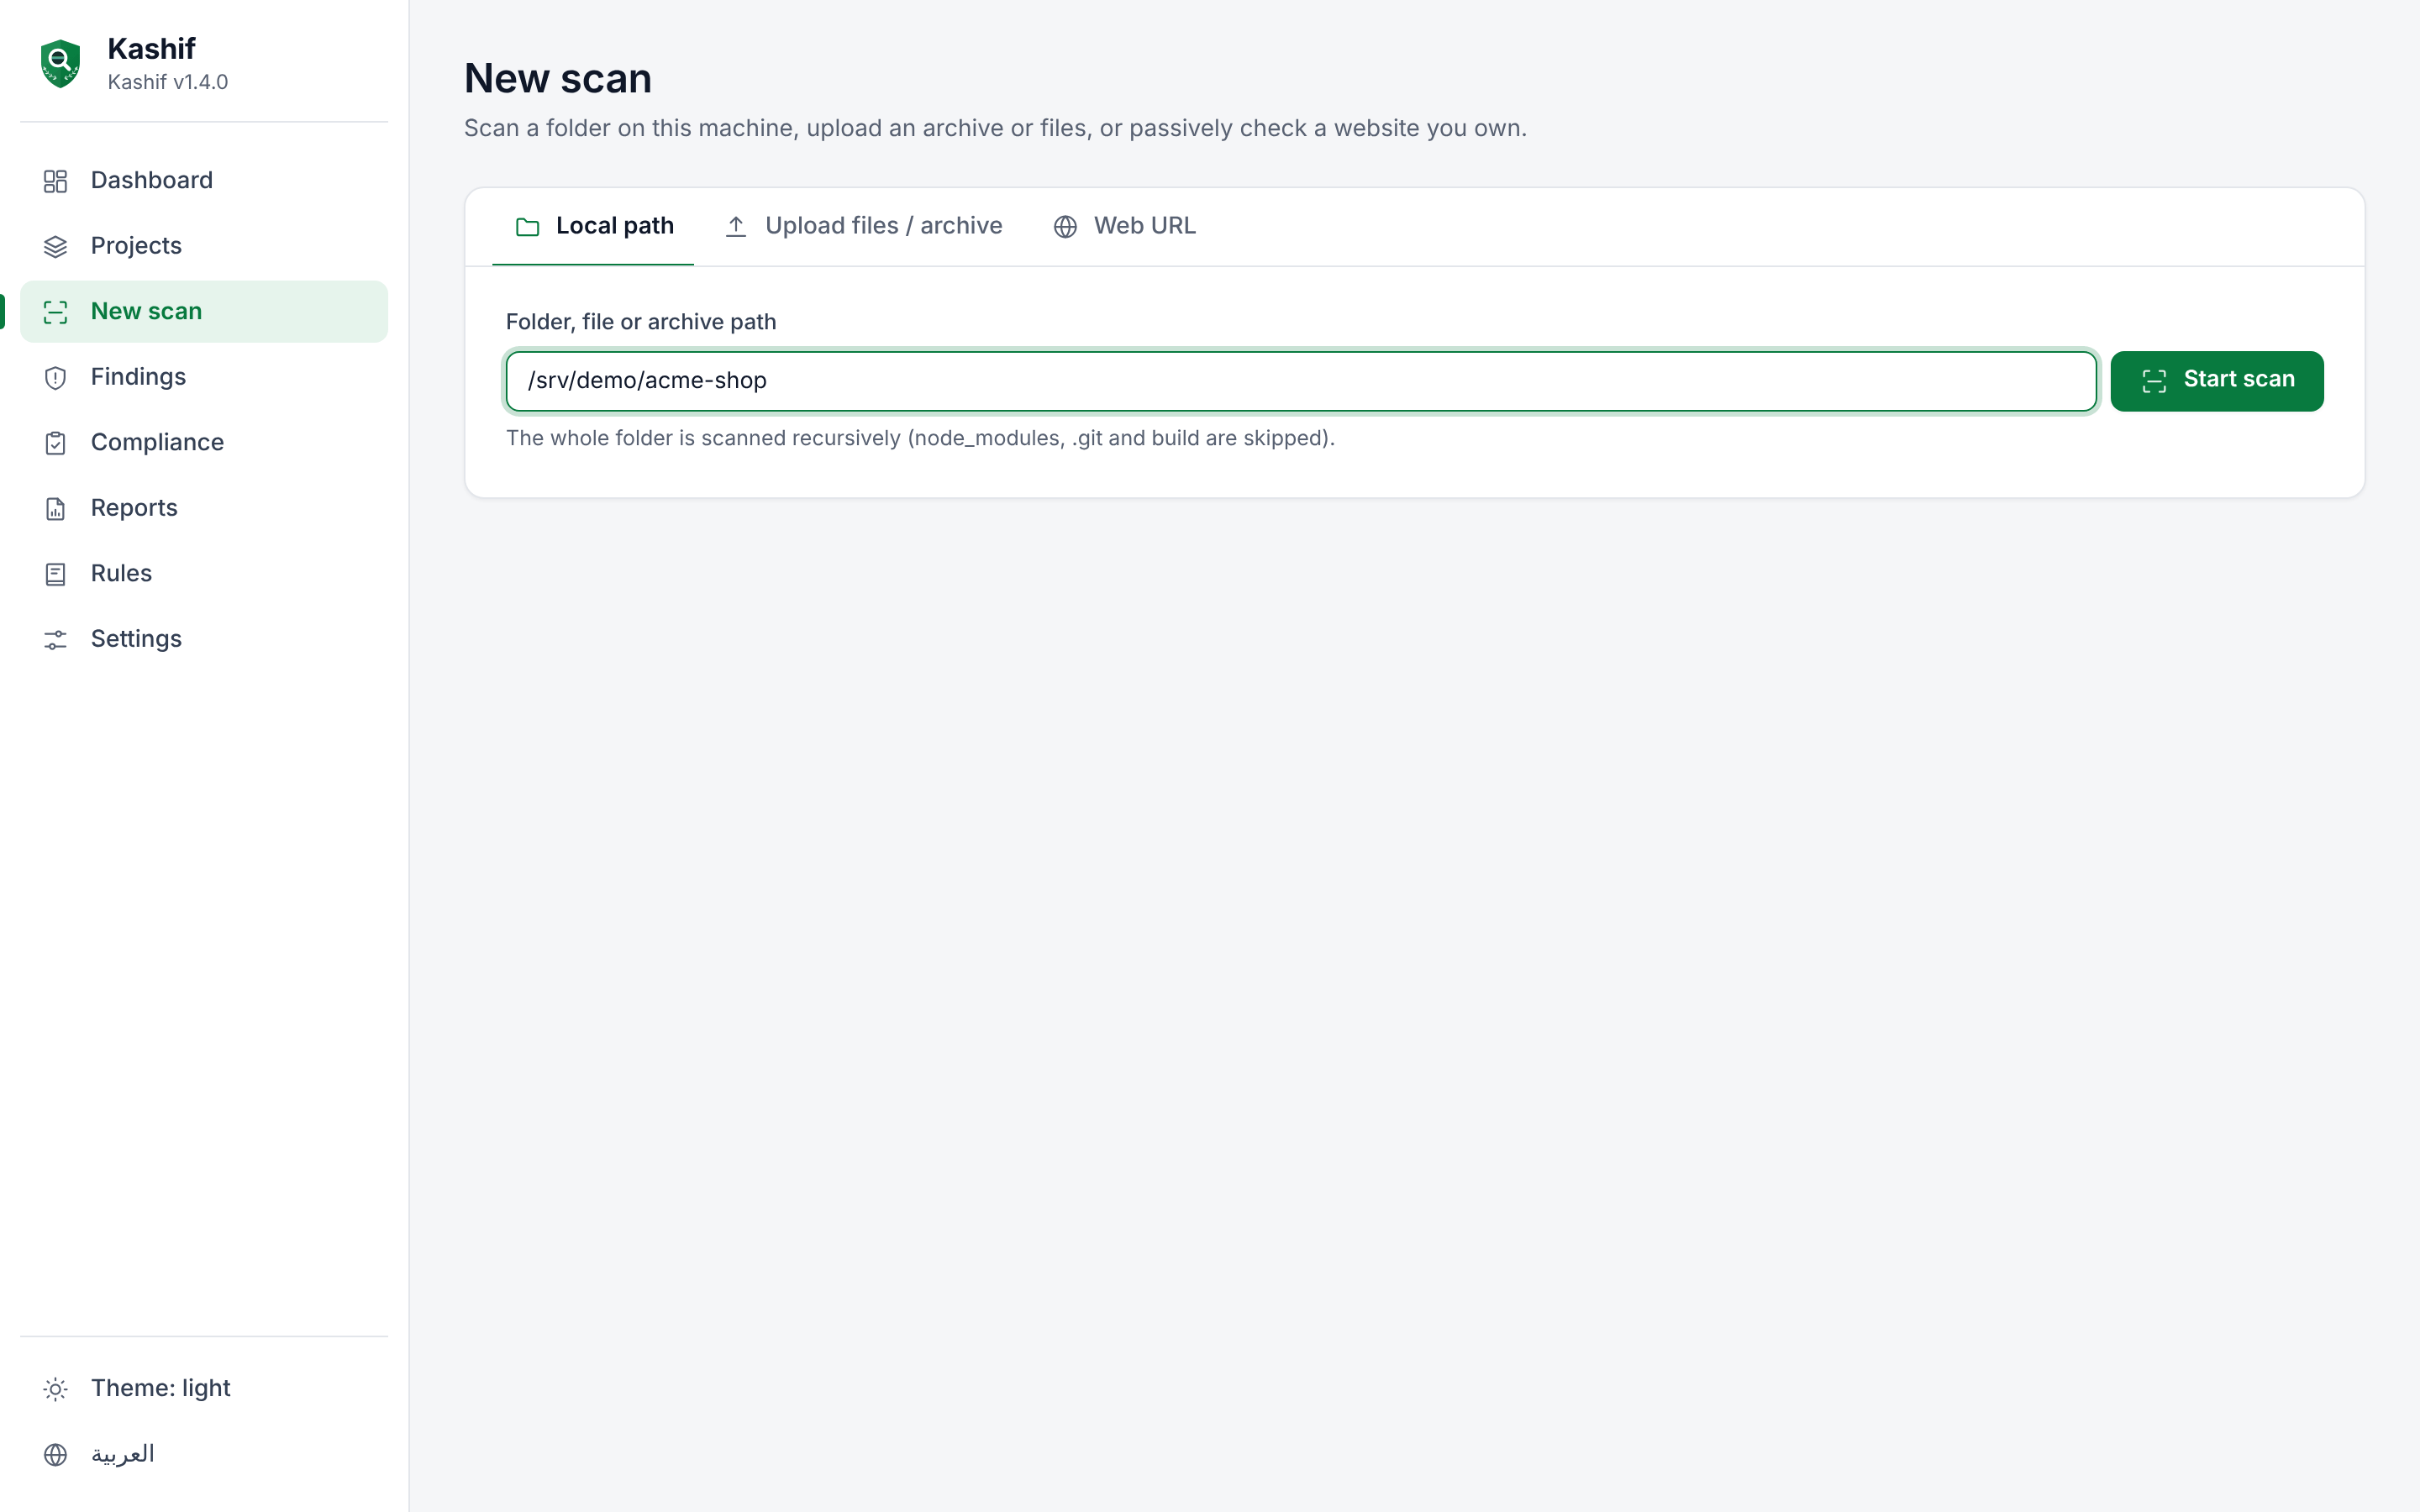 Kashif
Kashif v1.4.0
Dashboard
Projects
New scan
Findings
Compliance
Reports
Rules
Settings
Theme: light
العربية
New scan
Scan a folder on this machine, upload an archive or files, or passively check a website you own.
Local path
Upload files / archive
Web URL
Folder, file or archive path
/srv/demo/acme-shop
Start scan
The whole folder is scanned recursively (node_modules, .git and build are skipped).